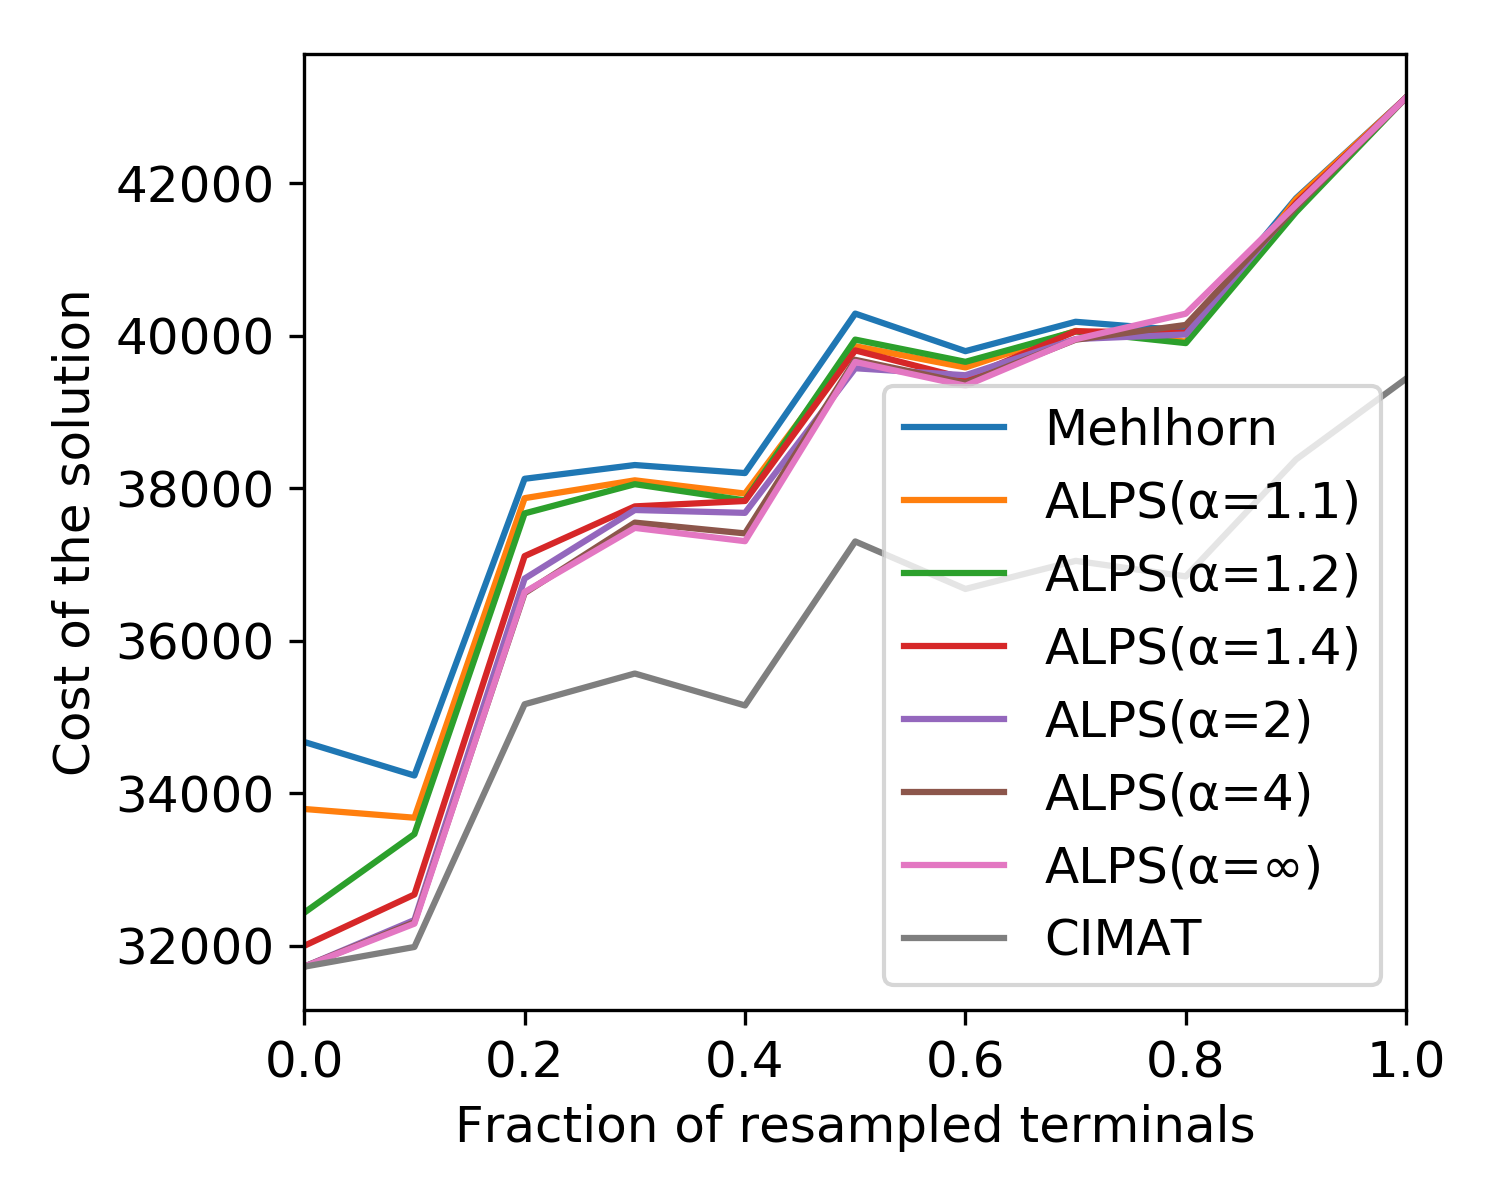 Cost of the solution
42000
40000
38000
36000
34000
32000
Mehlhorn
ALPS(α=1.1)
ALPS(α=1.2)
ALPS(α=1.4)
ALPS(α=2)
ALPS(α=4)
ALPS(α=∞)
CIMAT
0.0 0.2 0.4 0.6 0.8 1.0
Fraction of resampled terminals